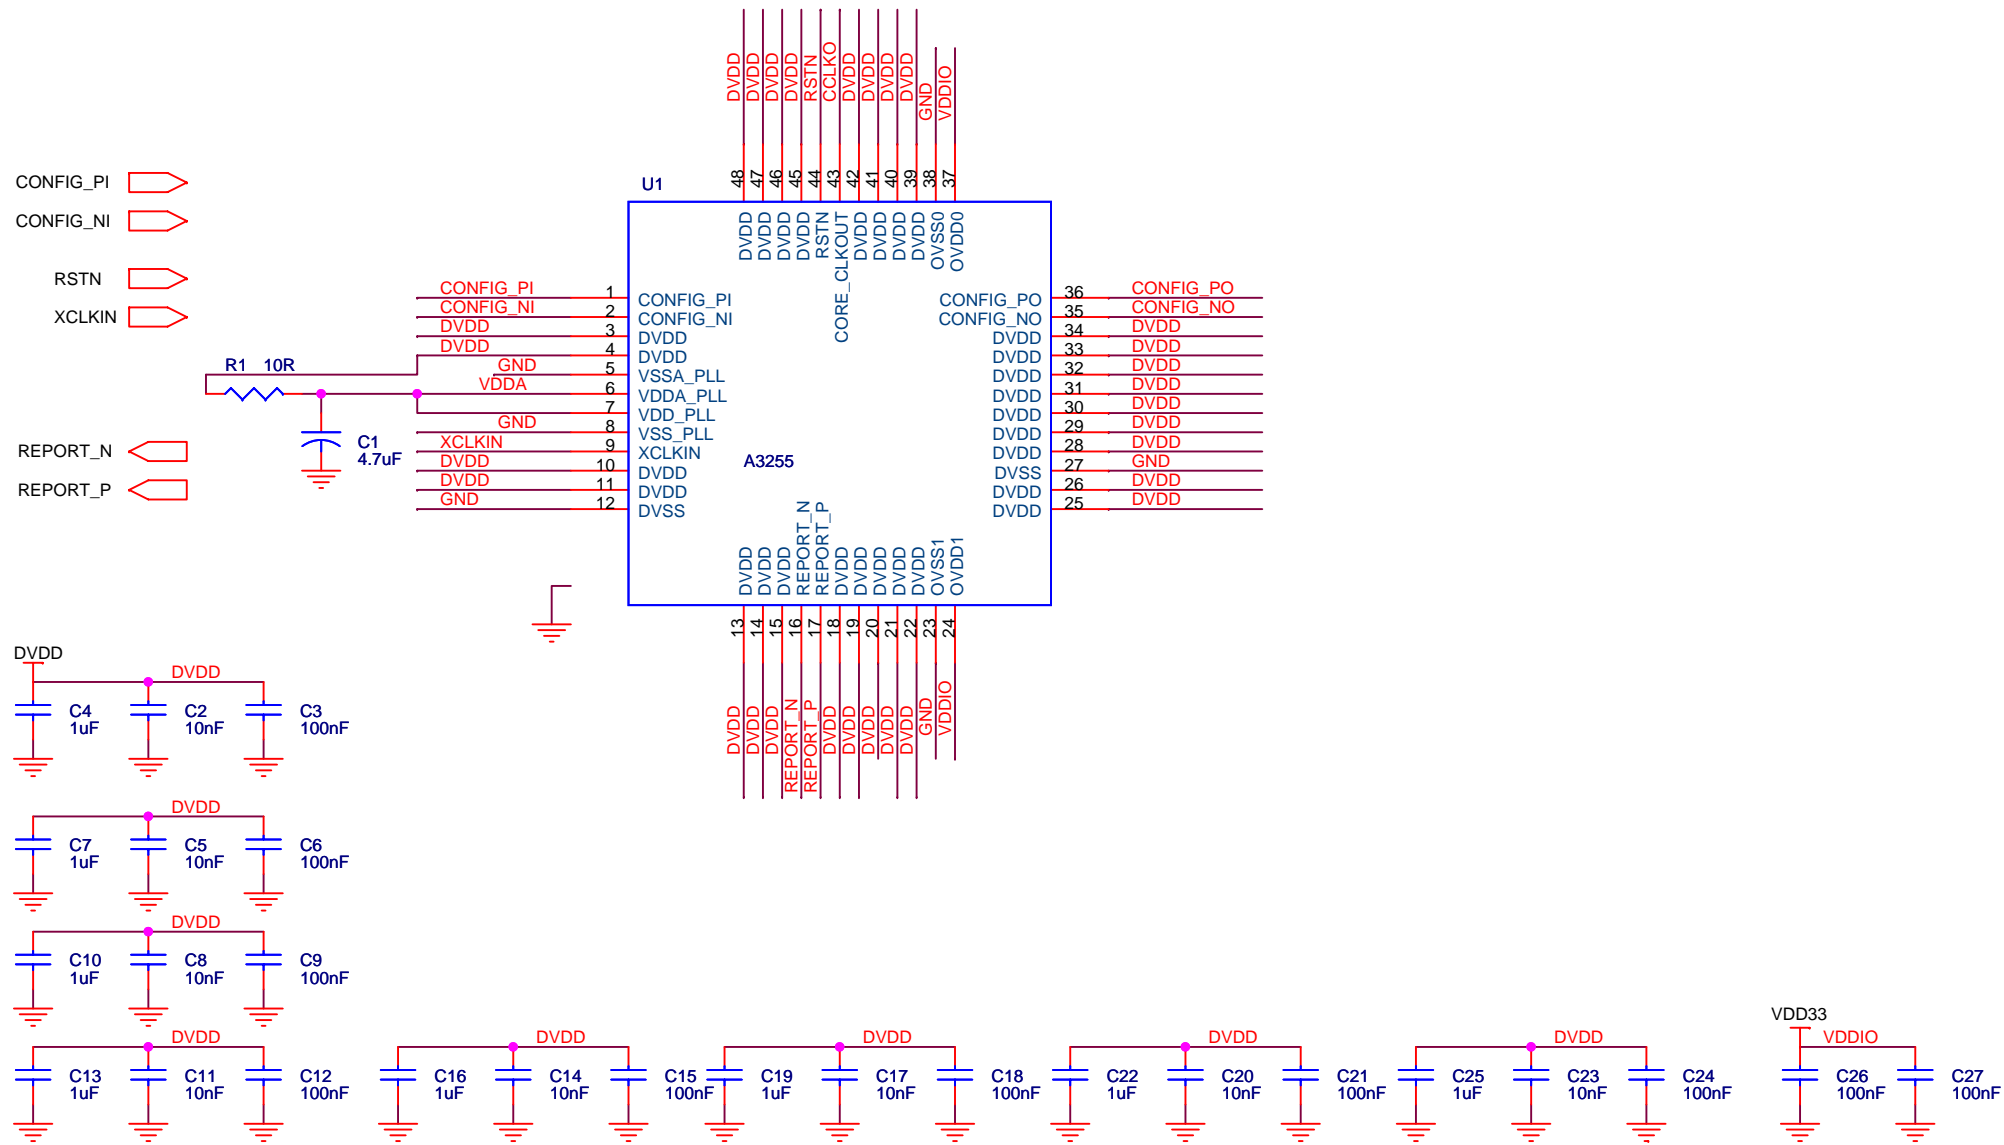 DVDD
DVDD
DVDD
DVDD
RSTN
CCLKO
DVDD
DVDD
DVDD
DVDD
GND
VDDIO
48
47
46
45
44
43
42
41
40
39
38
37
U1
DVDD
DVDD
DVDD
DVDD
RSTN
CORE_CLKOUT
DVDD
DVDD
DVDD
DVDD
OVSS0
OVDD0
CONFIG_PI
CONFIG_NI
RSTN
XCLKIN
REPORT_N
REPORT_P
R1 10R
C1
4.7uF
CONFIG_PI 1 CONFIG_PI
CONFIG_NI 2 CONFIG_NI
DVDD 3 DVDD
DVDD 4 DVDD
GND 5 VSSA_PLL
VDDA 6 VDDA_PLL
7 VDD_PLL
GND 8 VSS_PLL
XCLKIN 9 XCLKIN
DVDD 10 DVDD
DVDD 11 DVDD
GND 12 DVSS
A3255
CONFIG_PO 36 CONFIG_PO
CONFIG_NO 35 CONFIG_NO
DVDD 34 DVDD
DVDD 33 DVDD
DVDD 32 DVDD
DVDD 31 DVDD
DVDD 30 DVDD
DVDD 29 DVDD
DVDD 28 DVDD
DVSS 27 GND
DVDD 26 DVDD
DVDD 25 DVDD
DVDD
DVDD
DVDD
REPORT_N
REPORT_P
DVDD
DVDD
DVDD
DVDD
DVDD
OVSS1
OVDD1
13
14
15
16
17
18
19
20
21
22
23
24
DVDD
DVDD
DVDD
REPORT_N
REPORT_P
DVDD
DVDD
DVDD
DVDD
DVDD
GND
VDDIO
DVDD
DVDD
C4
1uF
C2
10nF
C3
100nF
DVDD
C7
1uF
C5
10nF
C6
100nF
DVDD
C10
1uF
C8
10nF
C9
100nF
DVDD
C13
1uF
C11
10nF
C12
100nF
DVDD
C16
1uF
C14
10nF
C15
100nF
DVDD
C19
1uF
C17
10nF
C18
100nF
DVDD
C22
1uF
C20
10nF
C21
100nF
DVDD
C25
1uF
C23
10nF
C24
100nF
VDD33
VDDIO
C26
100nF
C27
100nF